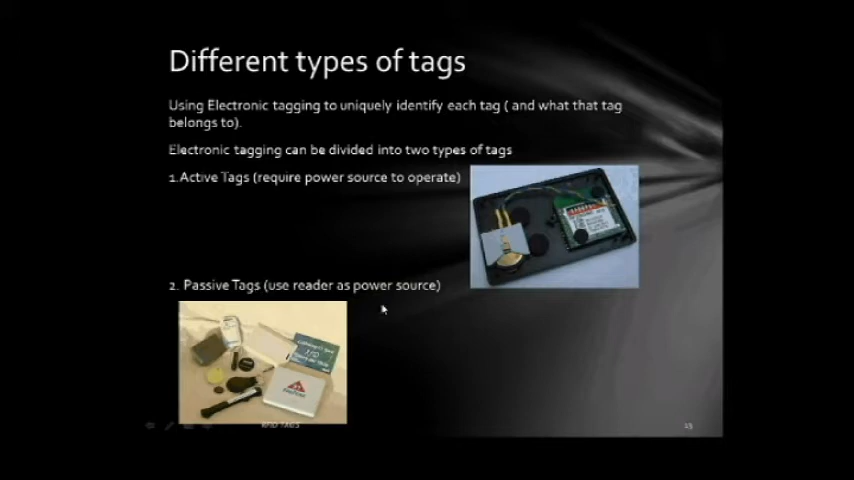 Different types of tags
Using Electronic tagging to uniquely identify each tag ( and what that tag
belongs to).
Electronic tagging can be divided into two types of tags
1.Active Tags (require power source to operate)
2. Passive Tags (use reader as power source)
RFID TAGS